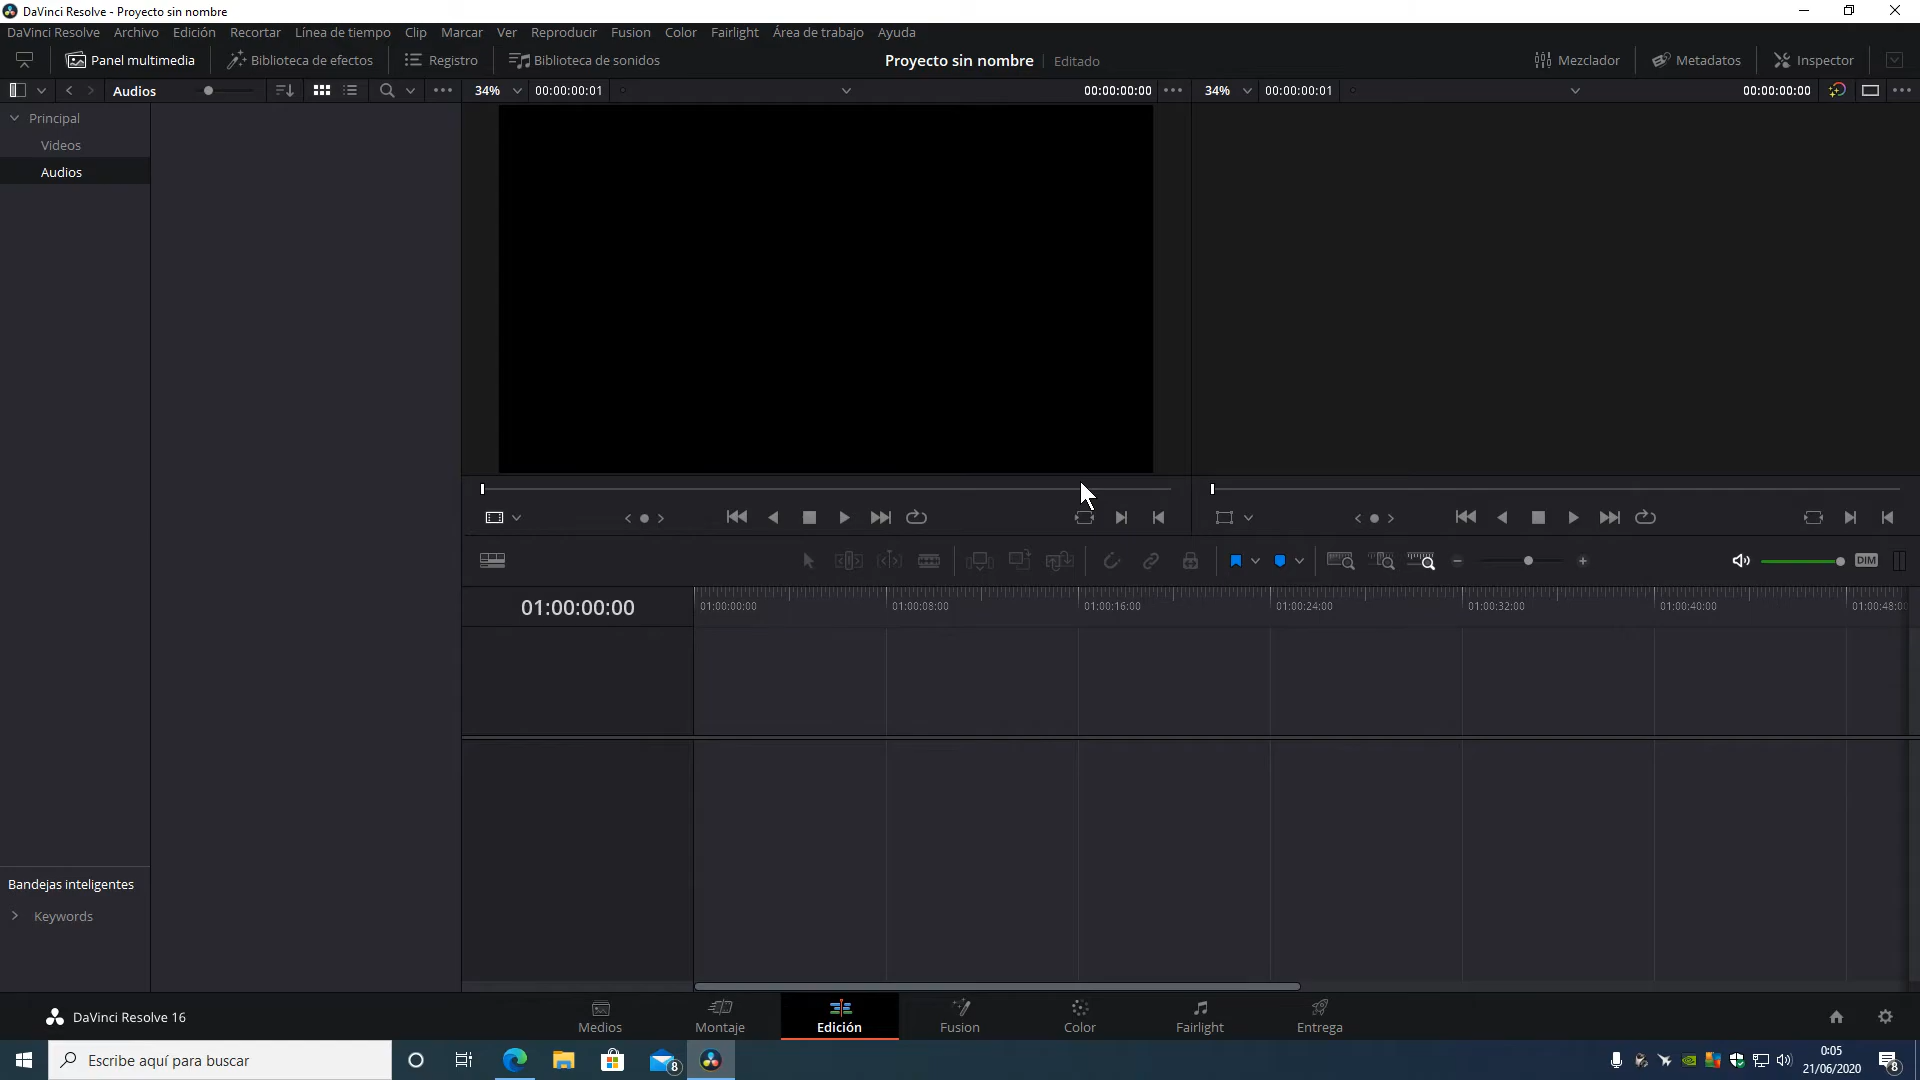 DaVinci Resolve - Proyecto sin nombre
DaVinci Resolve Archivo Edición Recortar Línea de tiempo Clip Marcar Ver Reproducir Fusion Color Fairlight Área de trabajo Ayuda
Panel multimedia Biblioteca de efectos Registro Biblioteca de sonidos Proyecto sin nombre Editado Mezclador Metadatos Inspector
Audios 34% 00:00:00:01 00:00:00:00 34% 00:00:00:01 00:00:00:00
Principal
Videos
Audios
DIM
01:00:00:00 01:00:00:00 01:00:08:00 01:00:16:00 01:00:24:00 01:00:32:00 01:00:40:00 01:00:48:0
Bandejas inteligentes
Keywords
DaVinci Resolve 16 Medios Montaje Edición Fusion Color Fairlight Entrega
Escribe aquí para buscar 8 0:05
21/06/2020 8